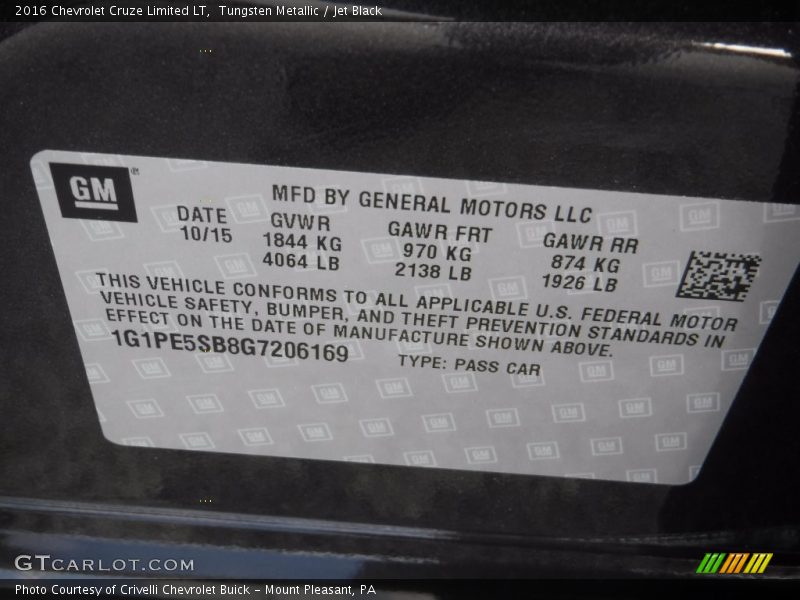 2016 Chevrolet Cruze Limited LT, Tungsten Metallic / Jet Black
GM
MFD BY GENERAL MOTORS LLC
DATE GVWR GAWR FRT GAWR RR
10/15 1844 KG 970 KG 874 KG
4064 LB 2138 LB 1926 LB
THIS VEHICLE CONFORMS TO ALL APPLICABLE U.S. FEDERAL MOTOR
VEHICLE SAFETY, BUMPER, AND THEFT PREVENTION STANDARDS IN
EFFECT ON THE DATE OF MANUFACTURE SHOWN ABOVE.
1G1PE5SB8G7206169 TYPE: PASS CAR
GTCARLOT.COM
Photo Courtesy of Crivelli Chevrolet Buick – Mount Pleasant, PA